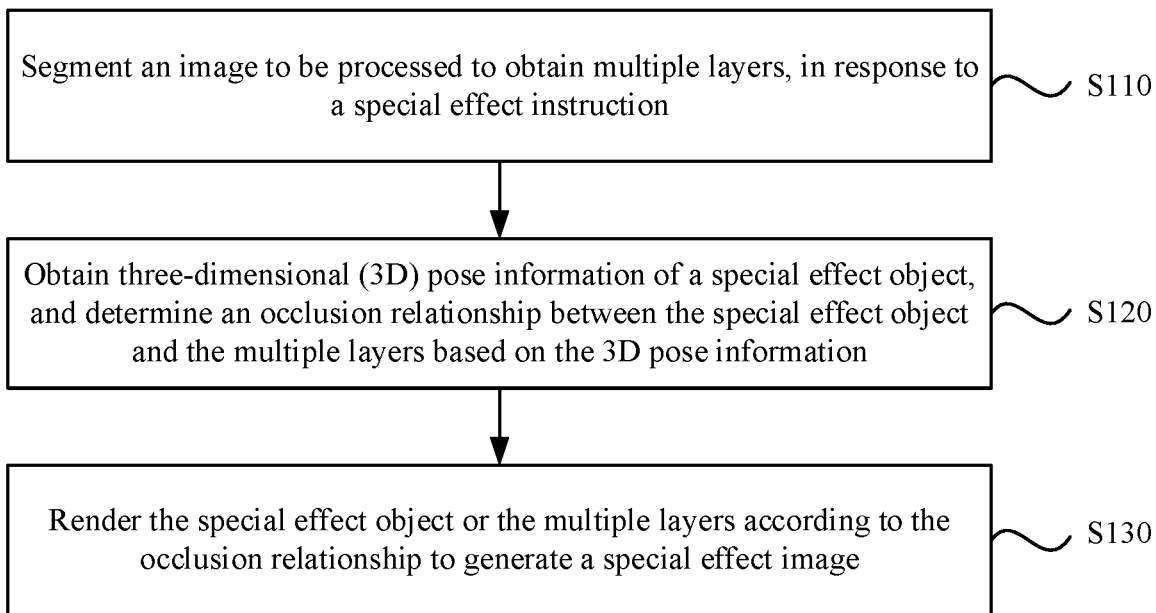 Segment an image to be processed to obtain multiple layers, in response to
a special effect instruction
S110
Obtain three-dimensional (3D) pose information of a special effect object,
and determine an occlusion relationship between the special effect object
and the multiple layers based on the 3D pose information
S120
Render the special effect object or the multiple layers according to the
occlusion relationship to generate a special effect image
S130